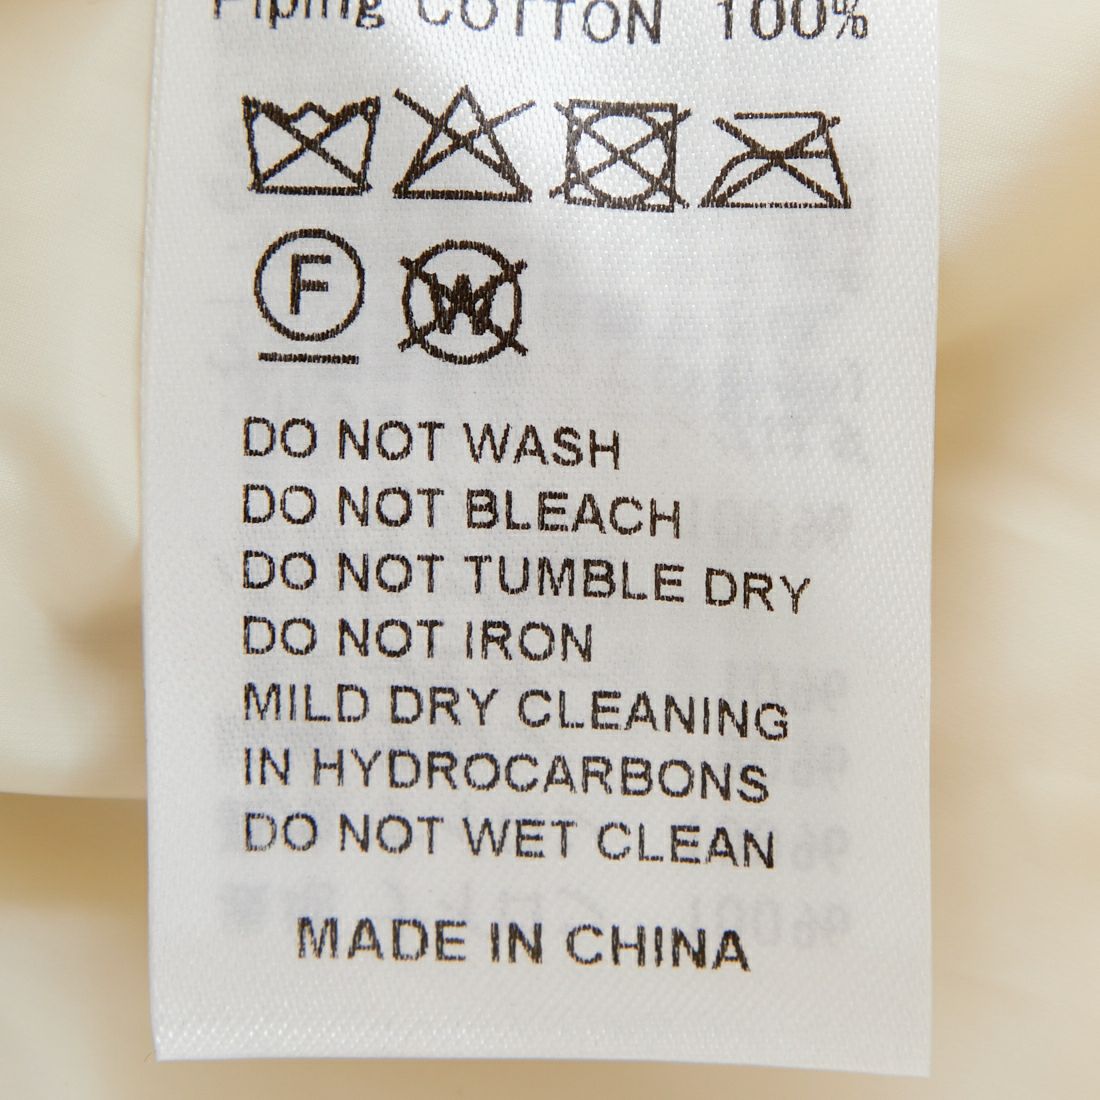 Piping COTTON 100%
F
W
DO NOT WASH
DO NOT BLEACH
DO NOT TUMBLE DRY
DO NOT IRON
MILD DRY CLEANING
IN HYDROCARBONS
DO NOT WET CLEAN
MADE IN CHINA